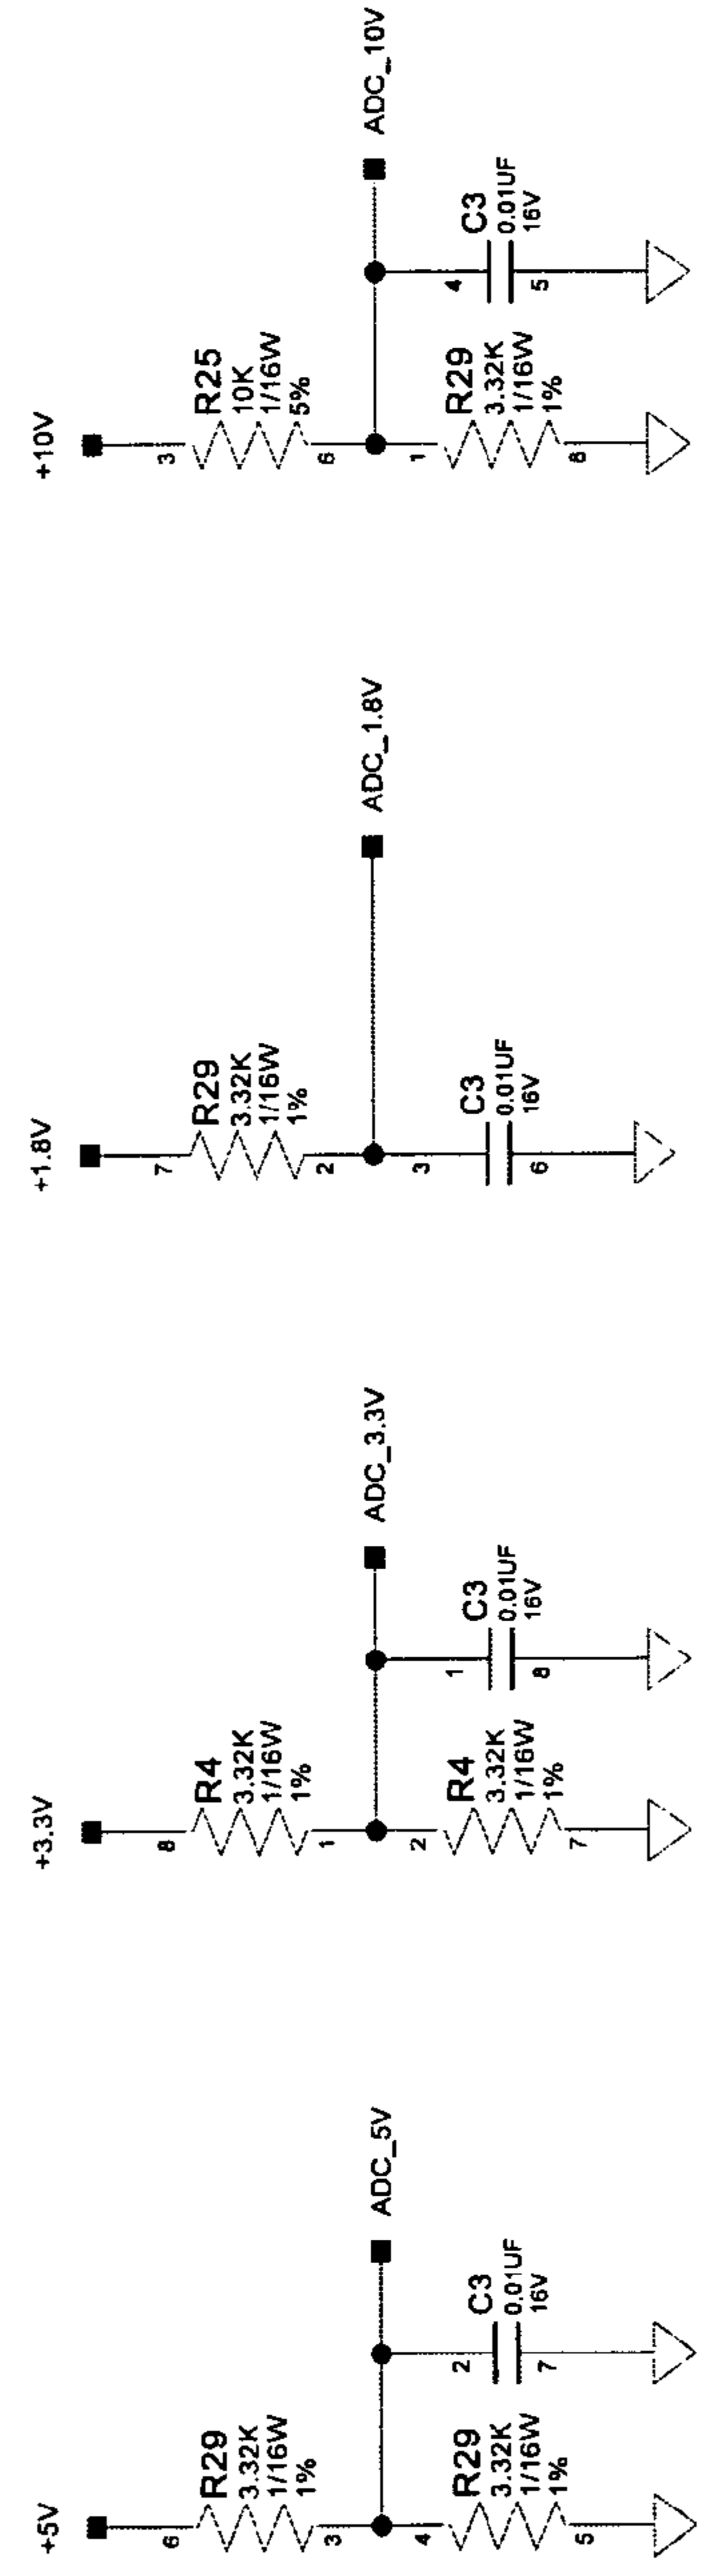 +5V
6
R29
3.32K
1/16W
1%
3
ADC_5V
4
R29
3.32K
1/16W
1%
5
2
C3
0.01UF
16V
7
+3.3V
8
R4
3.32K
1/16W
1%
1
ADC_3.3V
2
R4
3.32K
1/16W
1%
7
1
C3
0.01UF
16V
8
+1.8V
7
R29
3.32K
1/16W
1%
2
ADC_1.8V
3
C3
0.01UF
16V
6
+10V
3
R25
10K
1/16W
5%
6
ADC_10V
1
R29
3.32K
1/16W
1%
8
4
C3
0.01UF
16V
5